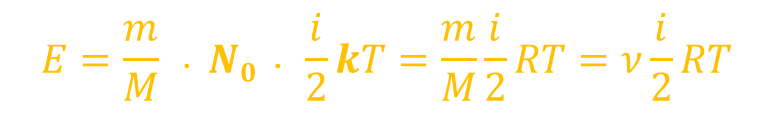 E = m/M · N₀ · i/2 kT = m/M i/2 RT = ν i/2 RT